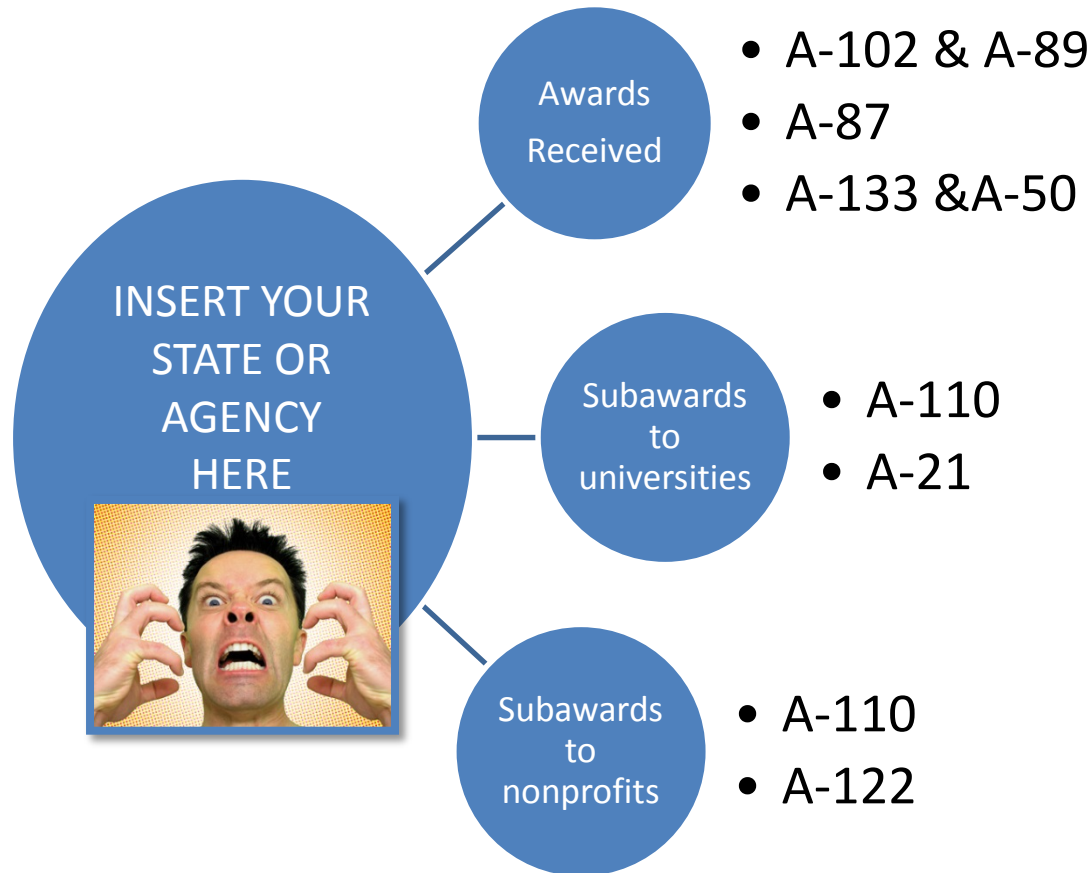 INSERT YOUR
STATE OR
AGENCY
HERE
Awards
Received
• A-102 & A-89
• A-87
• A-133 &A-50
Subawards
to
universities
• A-110
• A-21
Subawards
to
nonprofits
• A-110
• A-122